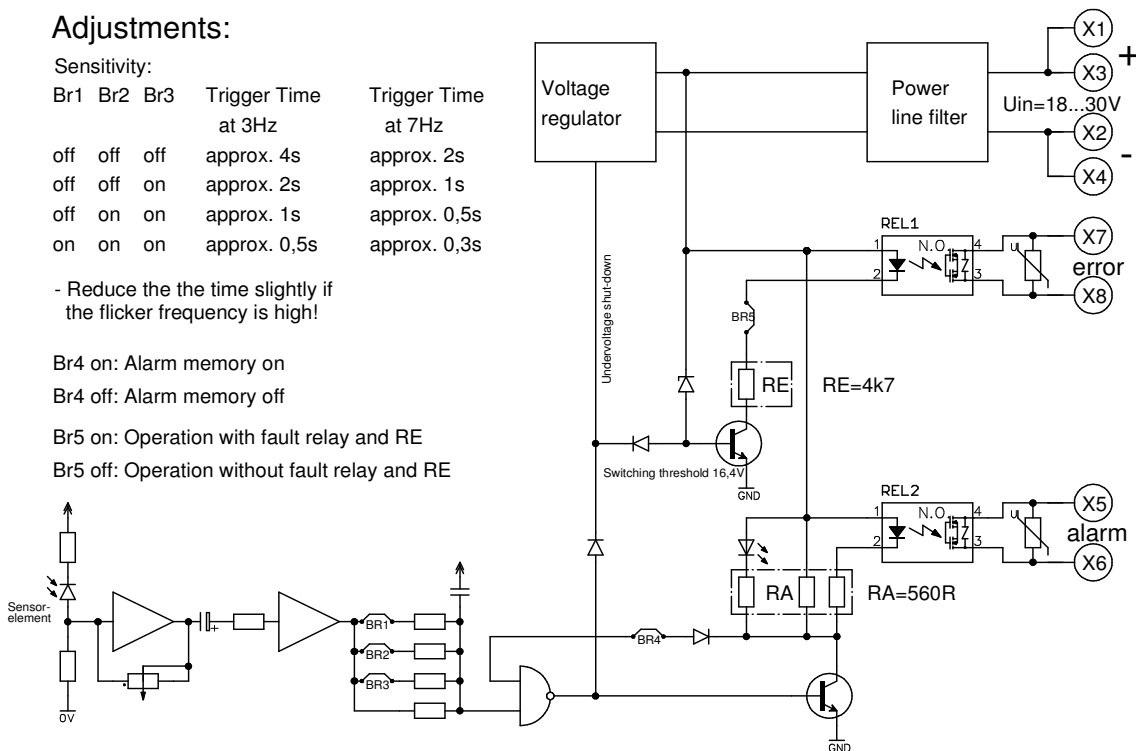 Adjustments:
Sensitivity:
Br1 Br2 Br3 Trigger Time Trigger Time
at 3Hz at 7Hz
off off off approx. 4s approx. 2s
off off on approx. 2s approx. 1s
off on on approx. 1s approx. 0,5s
on on on approx. 0,5s approx. 0,3s
- Reduce the the time slightly if
the flicker frequency is high!
Br4 on: Alarm memory on
Br4 off: Alarm memory off
Br5 on: Operation with fault relay and RE
Br5 off: Operation without fault relay and RE
Voltage
regulator
Power
line filter
X1
+
X3
Uin=18...30V
X2
-
X4
Undervoltage shut-down
REL1
1
2
N.O
4
3
U
X7
error
X8
BR5
RE
RE=4k7
Switching threshold 16,4V
GND
REL2
1
2
N.O
4
3
U
X5
alarm
X6
RA
RA=560R
Sensor-
element
+
0V
BR1
BR2
BR3
BR4
GND